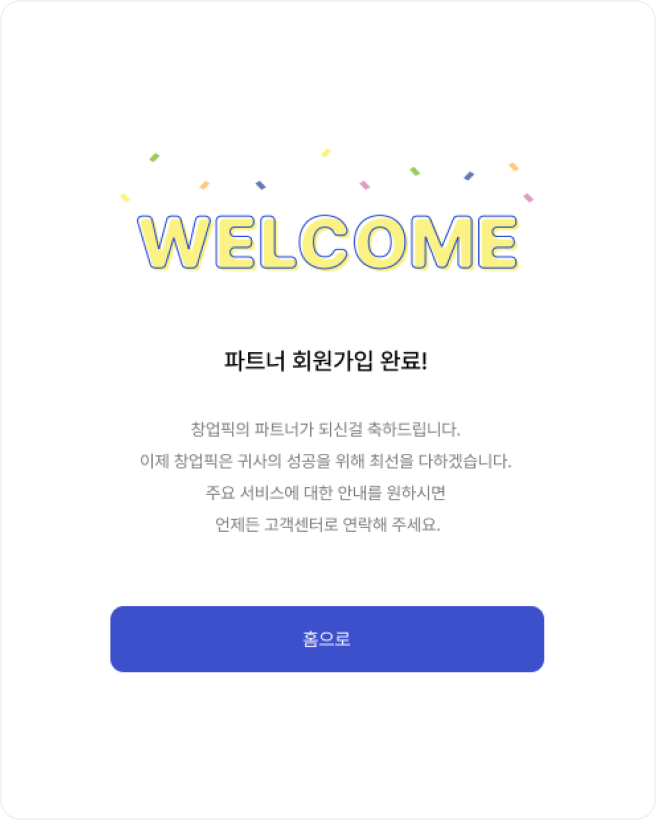 WELCOME
파트너 회원가입 완료!
창업픽의 파트너가 되신걸 축하드립니다.
이제 창업픽은 귀사의 성공을 위해 최선을 다하겠습니다.
주요 서비스에 대한 안내를 원하시면
언제든 고객센터로 연락해 주세요.
홈으로